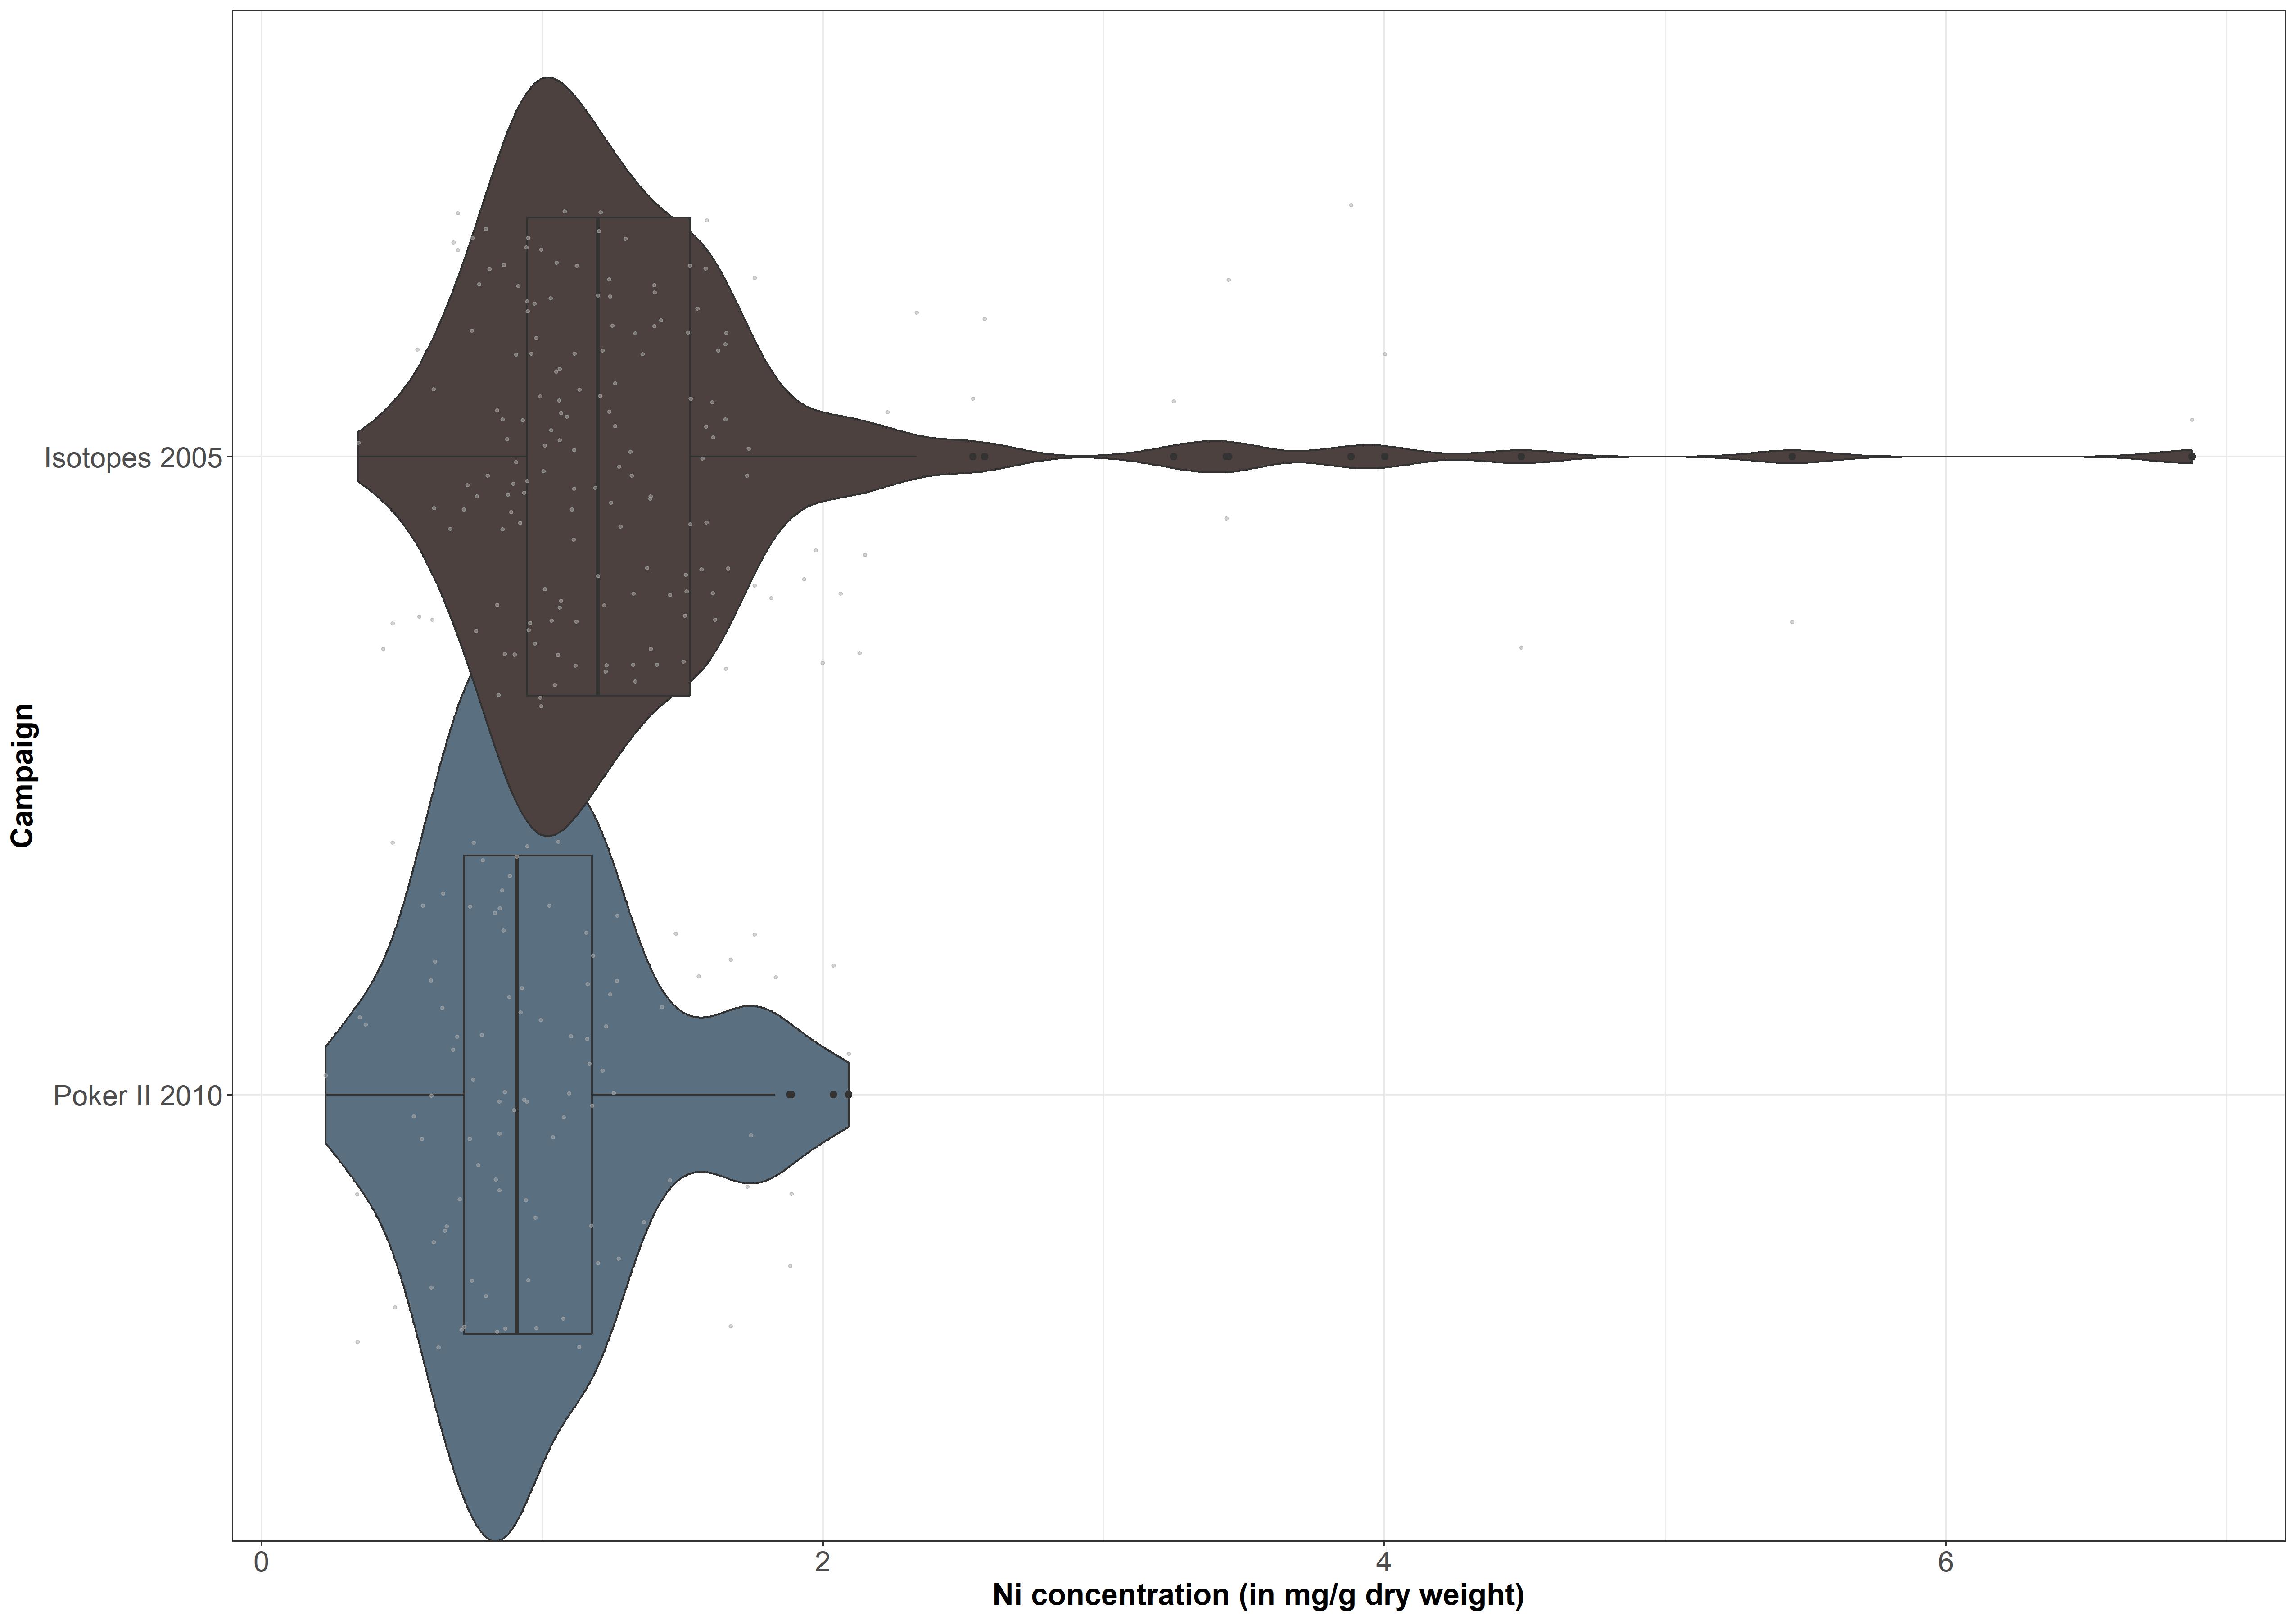 Campaign
Isotopes 2005
Poker II 2010
0 2 4 6
Ni concentration (in mg/g dry weight)